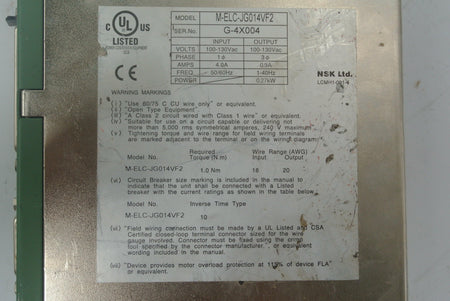 C UL US
LISTED
MODEL M-ELC-JG014VF2
SER.No. G-4X004
INPUT OUTPUT
VOLTS 100-130Vac 100-130Vac
PHASE 1ϕ 3ϕ
AMPS 4.0A 0.5A
FREQ. 50/60Hz 1-40Hz
POWER 0.27kW
CE
NSK Ltd.
WARNING MARKINGS
(i) "Use 60/75 C CU wire only" or equivalent.
(ii) "Open Type Equipment"
(iii) "A Class 2 circuit wired with Class 1 wire" or equivalent.
(iv) "Suitable for use on a circuit capable or delivering not
more than 5,000 rms symmetrical amperes, 240 V maximum."
(v) Tightening torque and wire range for field wiring terminals
are marked adjacent to the terminal or on the wiring diagram.
Required Wire Range (AWG)
Model No. Torque (N.m) Input Output
M-ELC-JG014VF2 1.0 Nm 18 20
(vi) Circuit Breaker size marking is included in the manual to
indicate that the unit shall be connected with a Listed
breaker with the current ratings as shown in the table below.
Model No. Inverse Time Type
M-ELC-JG014VF2 10
(vii) "Field wiring connection must be made by a UL Listed and CSA
Certified closed-loop terminal connector sized for the wire
gauge involved. Connector must be fixed using the crimp
tool specified by the connector manufacturer.", or equivalent
wording included in the manual.
"Device provides motor overload protection at 115% of device FLA"
or equivalent.